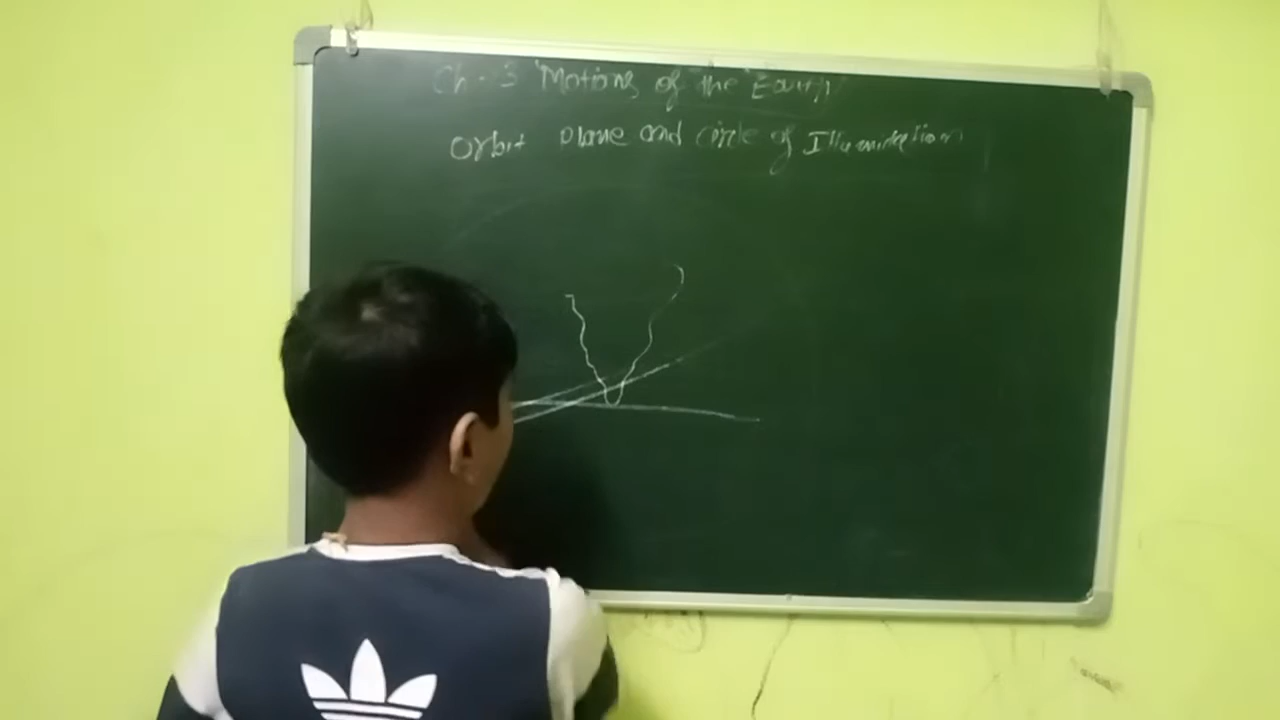 Ch - 3 Motions of the Earth
Orbit plane and circle of Illumination